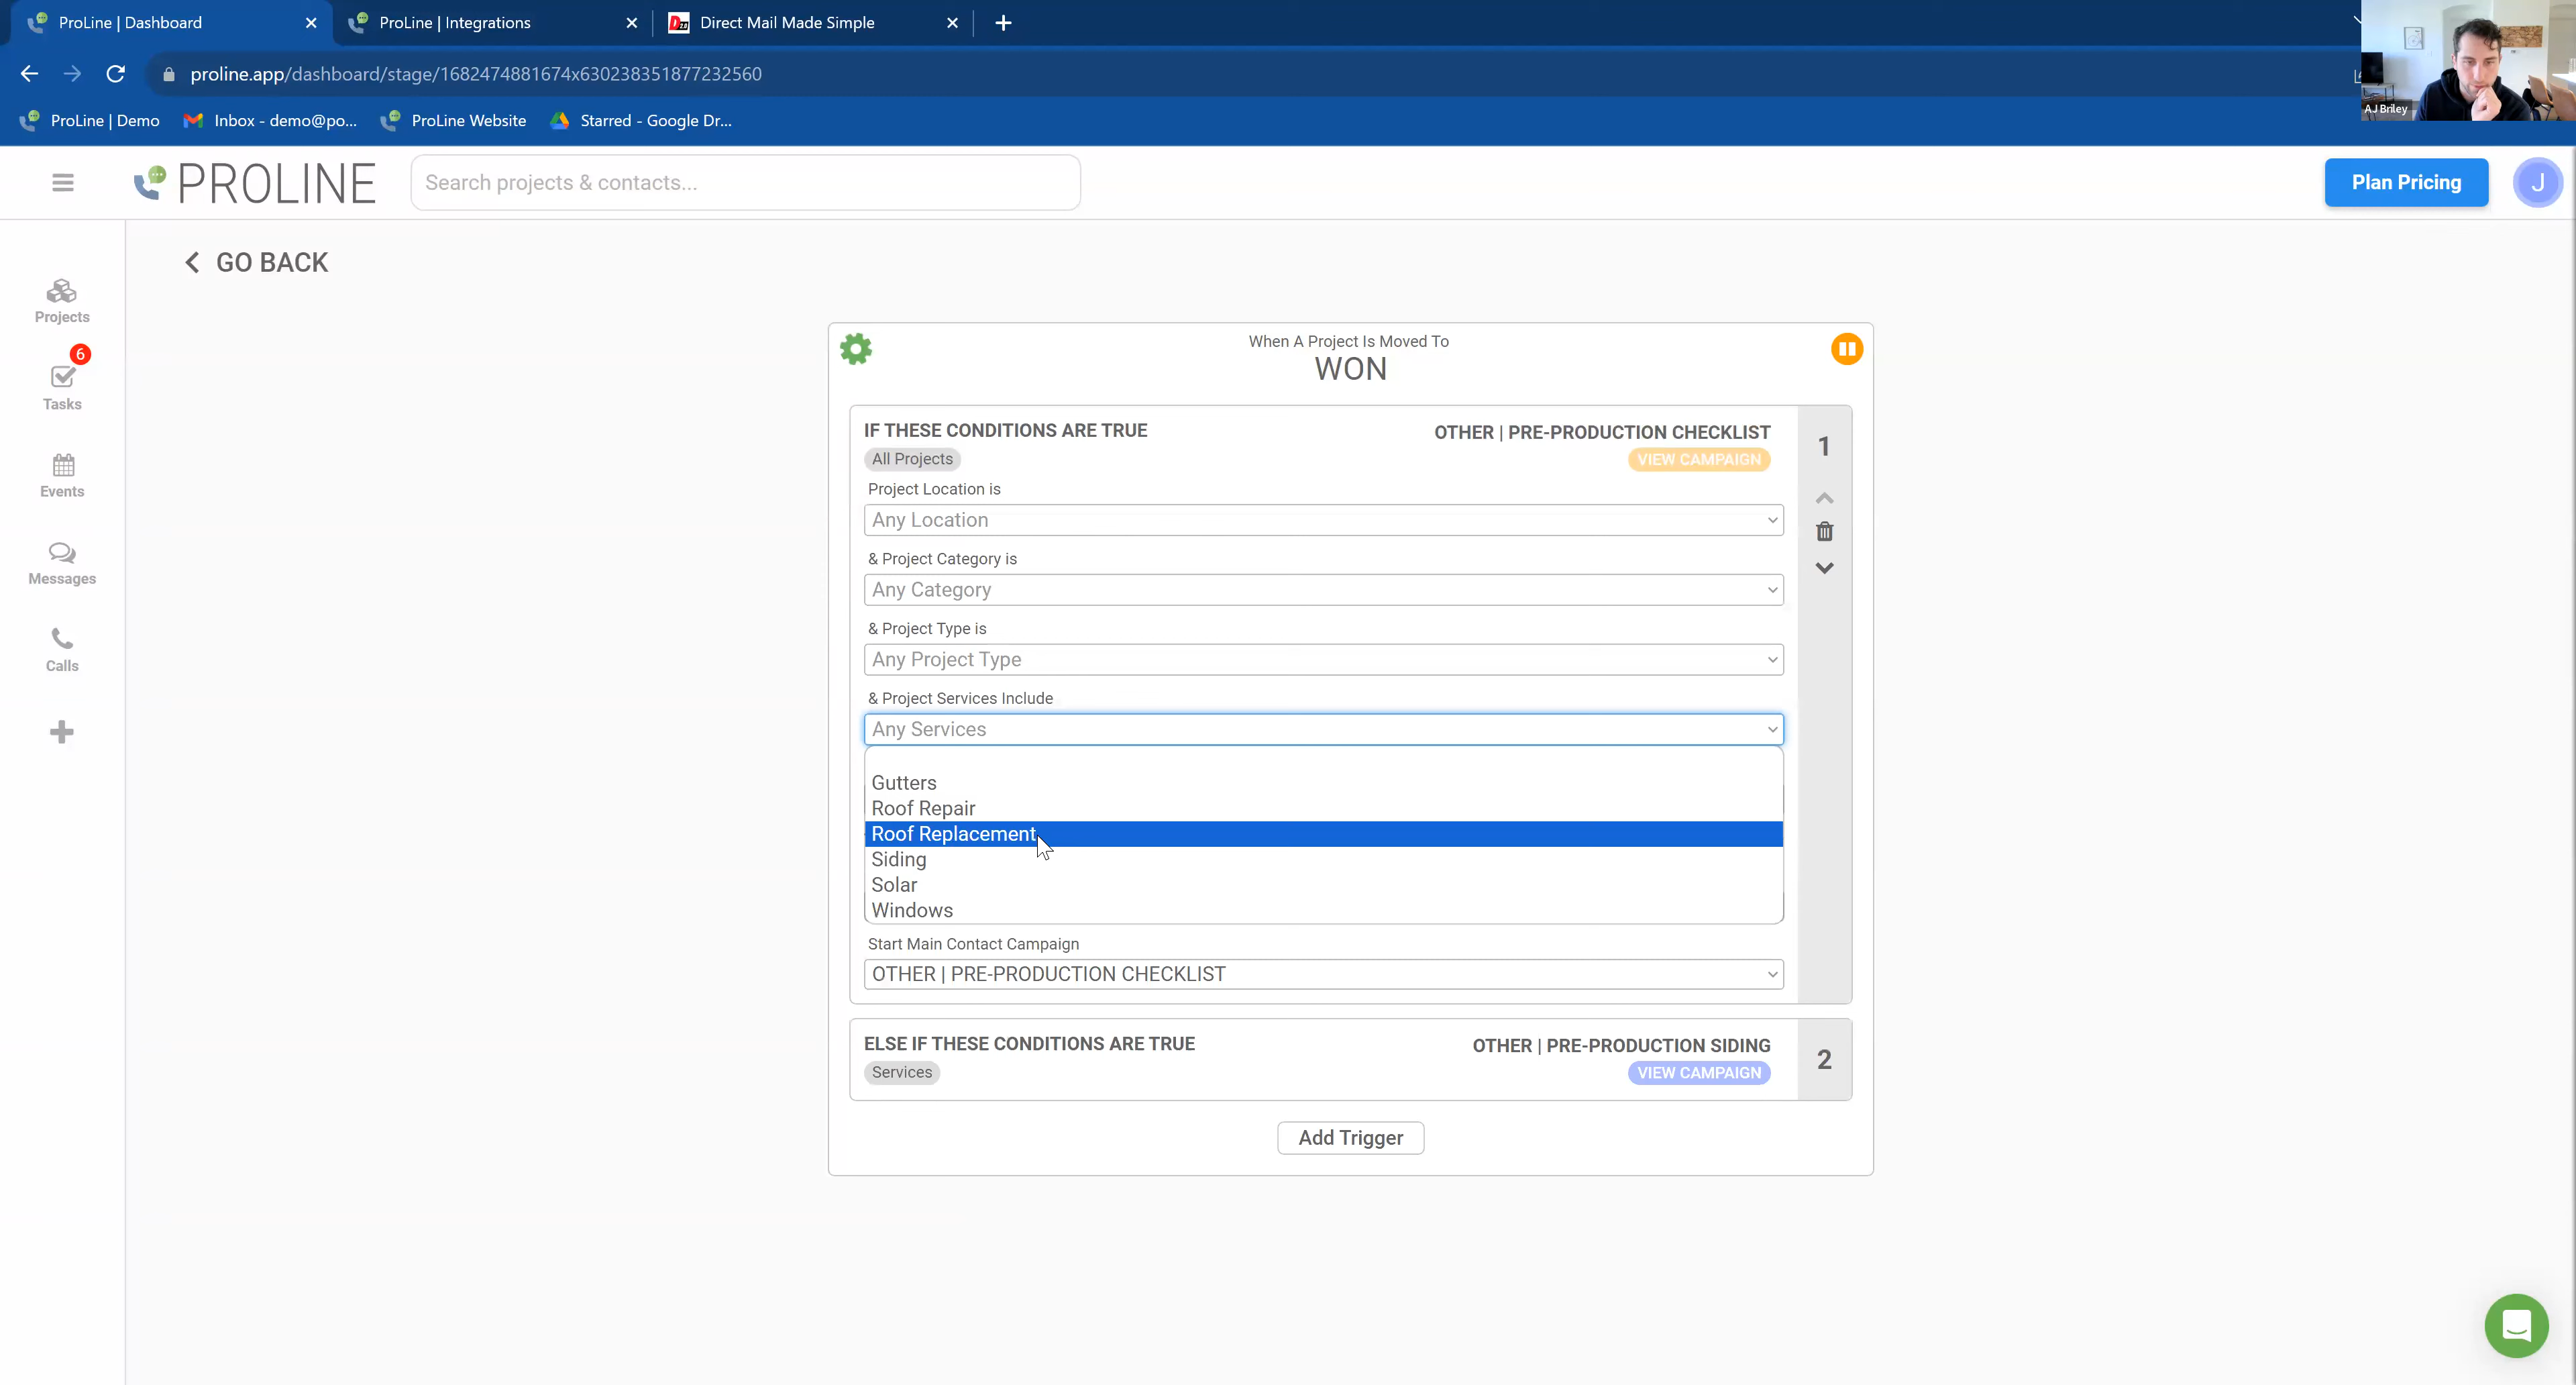 ProLine | Dashboard
ProLine | Integrations
Direct Mail Made Simple
proline.app/dashboard/stage/1682474881674x630238351877232560
ProLine | Demo
Inbox - demo@po...
ProLine Website
Starred - Google Dr...
AJ Briley
PROLINE
Search projects & contacts...
Plan Pricing
J
GO BACK
Projects
6
Tasks
Events
Messages
Calls
When A Project Is Moved To
WON
IF THESE CONDITIONS ARE TRUE
OTHER | PRE-PRODUCTION CHECKLIST
1
All Projects
VIEW CAMPAIGN
Project Location is
Any Location
& Project Category is
Any Category
& Project Type is
Any Project Type
& Project Services Include
Any Services
Gutters
Roof Repair
Roof Replacement
Siding
Solar
Windows
Start Main Contact Campaign
OTHER | PRE-PRODUCTION CHECKLIST
ELSE IF THESE CONDITIONS ARE TRUE
OTHER | PRE-PRODUCTION SIDING
2
Services
VIEW CAMPAIGN
Add Trigger